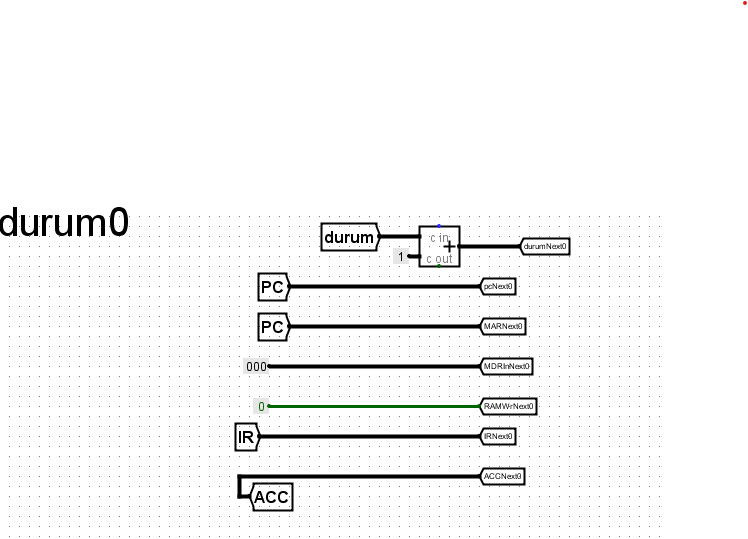 durum0
durum
c in
+
durumNext0
1
c out
PC
pcNext0
PC
MARNext0
000
MDRInNext0
0
RAMWrNext0
IR
IRNext0
ACCNext0
ACC